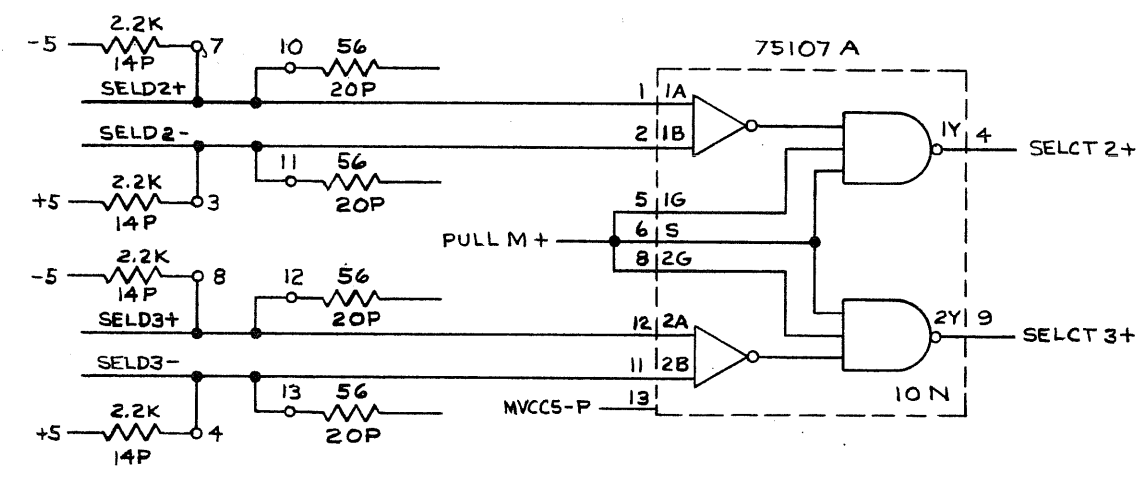 2.2K
-5
7
14P
10
56
20P
SELD2+
SELD2-
11
56
20P
2.2K
+5
3
14P
75107 A
1
1A
2
1B
1Y
4
SELCT 2+
5
1G
PULL M+
6
S
8
2G
2.2K
-5
8
14P
12
56
20P
SELD3+
SELD3-
13
56
20P
2.2K
+5
4
14P
12
2A
11
2B
2Y
9
SELCT 3+
MVCC5-P
13
10N